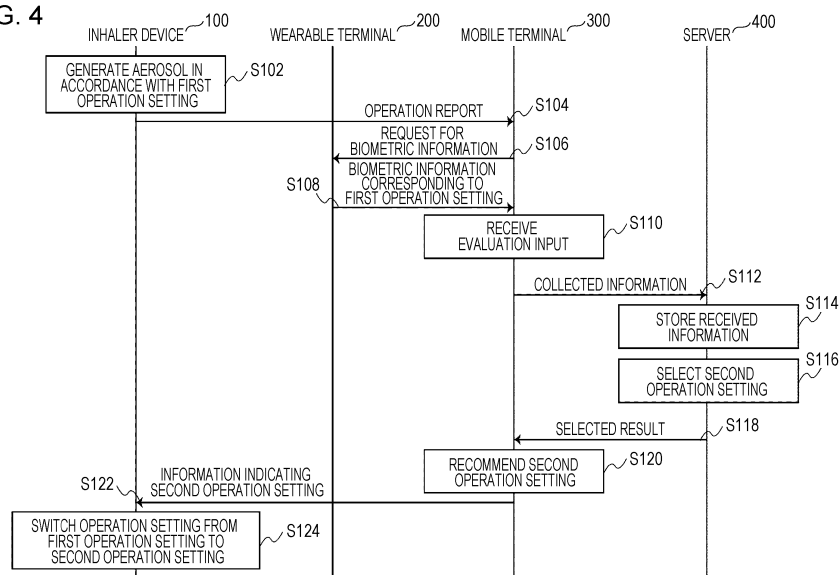 G. 4
INHALER DEVICE 100
WEARABLE TERMINAL 200
MOBILE TERMINAL 300
SERVER 400
GENERATE AEROSOL IN
ACCORDANCE WITH FIRST
OPERATION SETTING
S102
OPERATION REPORT
S104
REQUEST FOR
BIOMETRIC INFORMATION
S106
BIOMETRIC INFORMATION
CORRESPONDING TO
FIRST OPERATION SETTING
S108
RECEIVE
EVALUATION INPUT
S110
COLLECTED INFORMATION
S112
STORE RECEIVED
INFORMATION
S114
SELECT SECOND
OPERATION SETTING
S116
SELECTED RESULT
S118
RECOMMEND SECOND
OPERATION SETTING
S120
INFORMATION INDICATING
SECOND OPERATION SETTING
S122
SWITCH OPERATION SETTING FROM
FIRST OPERATION SETTING TO
SECOND OPERATION SETTING
S124